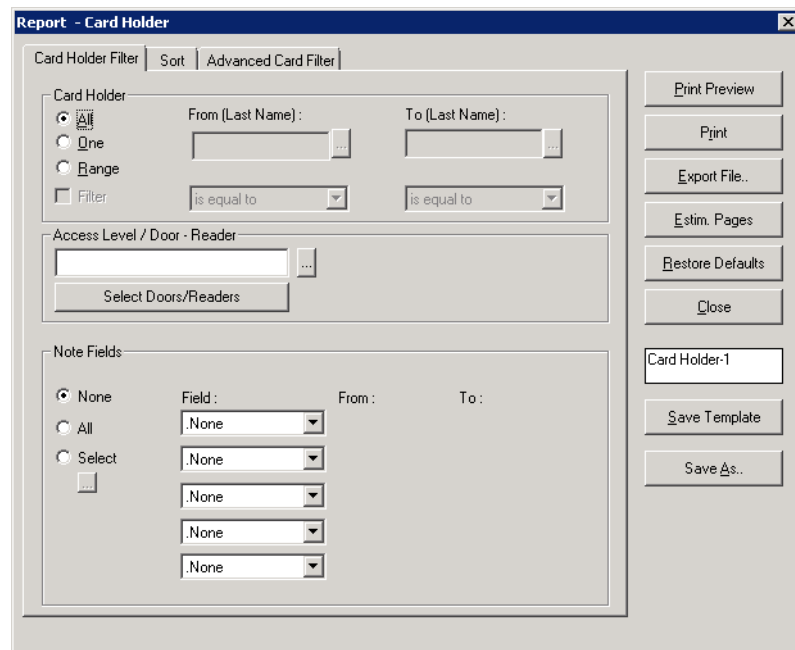 Report - Card Holder
Card Holder Filter
Sort
Advanced Card Filter
Card Holder
All
One
Range
Filter
From (Last Name) :
To (Last Name) :
...
...
is equal to
is equal to
Access Level / Door - Reader
...
Select Doors/Readers
Note Fields
None
All
Select
...
Field :
From :
To :
.None
.None
.None
.None
.None
Print Preview
Print
Export File..
Estim. Pages
Restore Defaults
Close
Card Holder-1
Save Template
Save As..